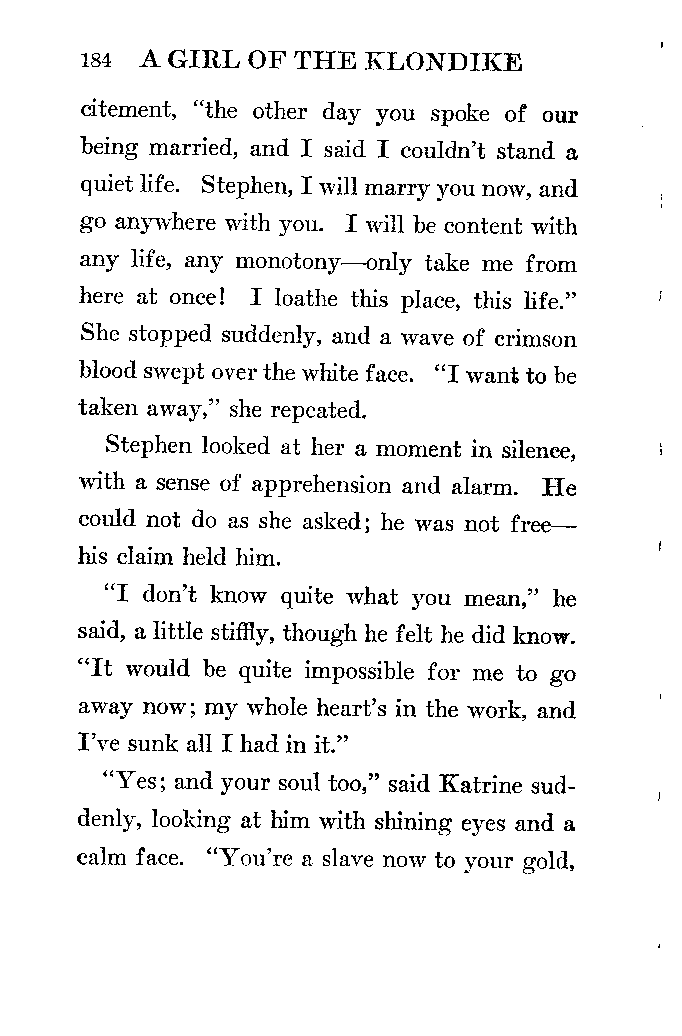 184 A GIRL OF THE KLONDIKE
citement, “the other day you spoke of our
being married, and I said I couldn’t stand a
quiet life. Stephen, I will marry you now, and
go anywhere with you. I will be content with
any life, any monotony—only take me from
here at once! I loathe this place, this life.”
She stopped suddenly, and a wave of crimson
blood swept over the white face. “I want to be
taken away,” she repeated.
Stephen looked at her a moment in silence,
with a sense of apprehension and alarm. He
could not do as she asked; he was not free—
his claim held him.
“I don’t know quite what you mean,” he
said, a little stiffly, though he felt he did know.
“It would be quite impossible for me to go
away now; my whole heart’s in the work, and
I’ve sunk all I had in it.”
“Yes; and your soul too,” said Katrine sud-
denly, looking at him with shining eyes and a
calm face. “You’re a slave now to your gold,